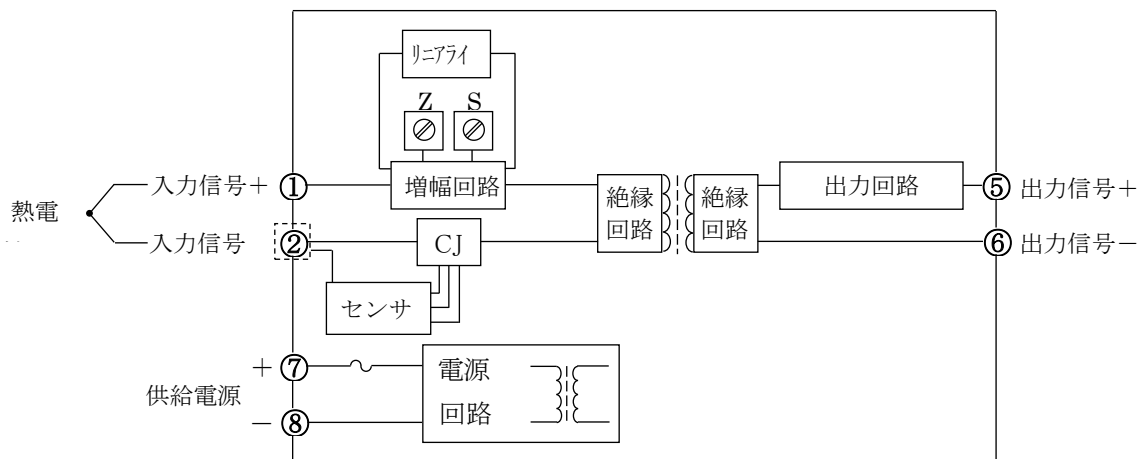 リニアライ
Z S
入力信号+ ① 増幅回路 絶縁回路 絶縁回路 出力回路 ⑤ 出力信号+
熱電
入力信号 ② CJ ⑥ 出力信号-
センサ
+ ⑦ 電源
供給電源
回路
- ⑧